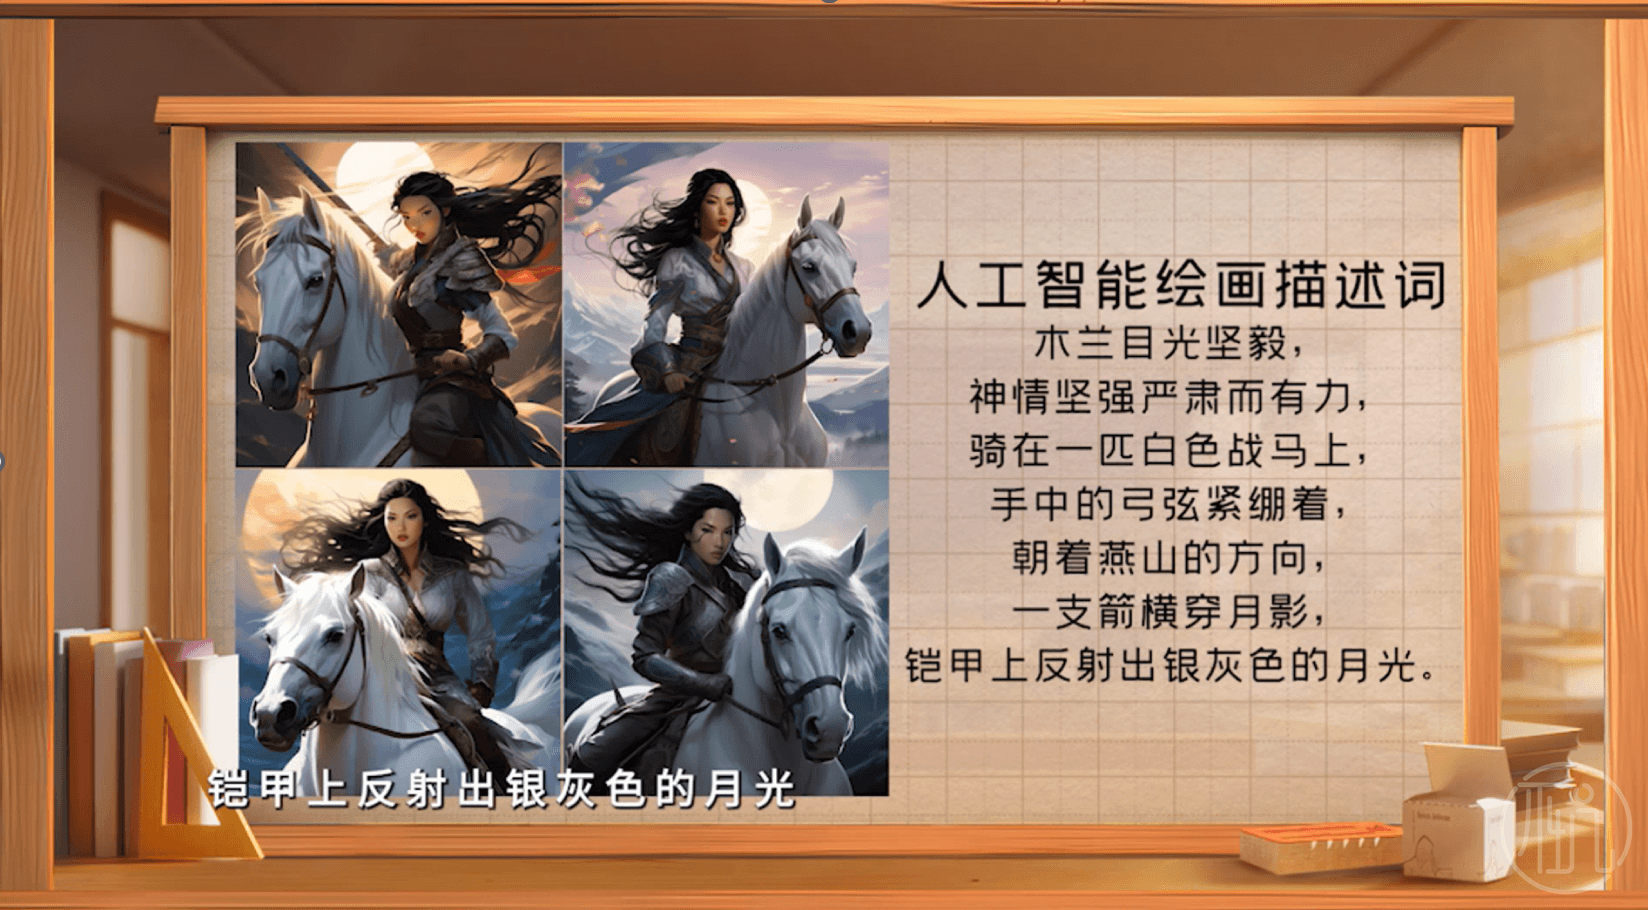 人工智能绘画描述词
木兰目光坚毅，
神情坚强严肃而有力，
骑在一匹白色战马上，
手中的弓弦紧绷着，
朝着燕山的方向，
一支箭横穿月影，
铠甲上反射出银灰色的月光。
铠甲上反射出银灰色的月光